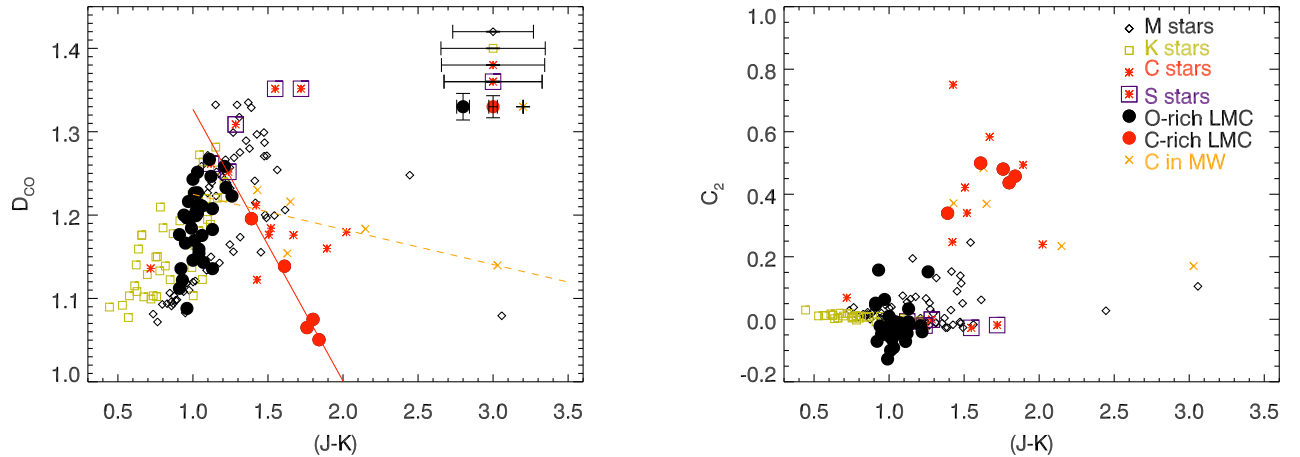 1.4
1.3
1.2
1.1
1.0
D_CO
0.5 1.0 1.5 2.0 2.5 3.0 3.5
(J-K)
1.0
0.8
0.6
0.4
0.2
0.0
-0.2
C_2
0.5 1.0 1.5 2.0 2.5 3.0 3.5
(J-K)
M stars
K stars
C stars
S stars
O-rich LMC
C-rich LMC
C in MW